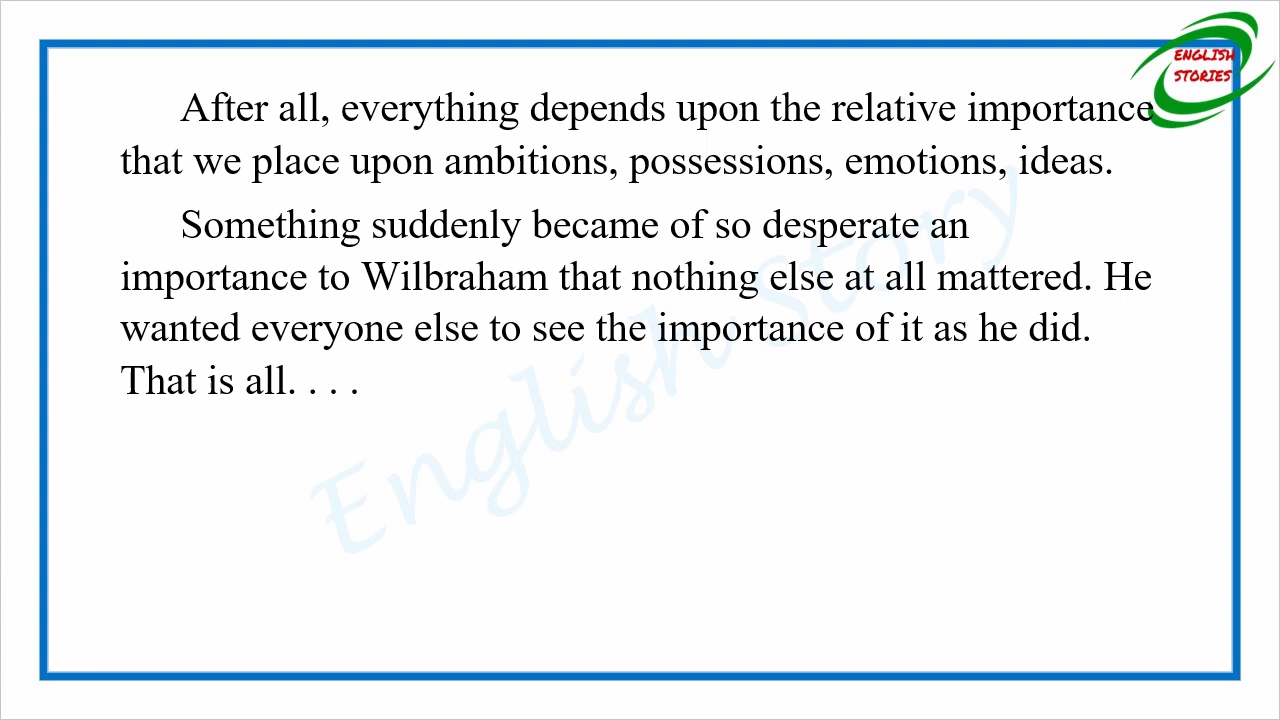 ENGLISH
STORIES
After all, everything depends upon the relative importance
that we place upon ambitions, possessions, emotions, ideas.
Something suddenly became of so desperate an
importance to Wilbraham that nothing else at all mattered. He
wanted everyone else to see the importance of it as he did.
That is all. . . .
English Story